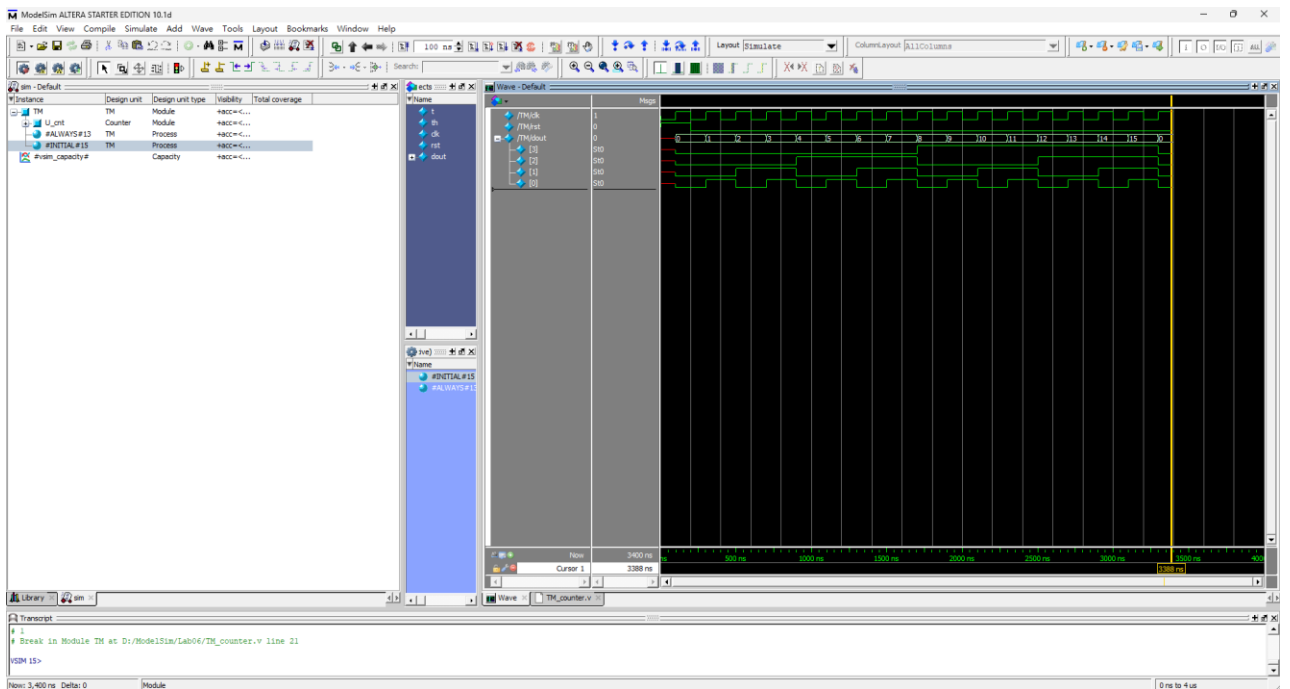 ModelSim ALTERA STARTER EDITION 10.1d
File Edit View Compile Simulate Add Wave Tools Layout Bookmarks Window Help
100 ns Layout Simulate ColumnLayout AllColumns
Search:
sim - Default
Instance Design unit Design unit type Visibility Total coverage
TM TM Module +acc=<...
U_cnt Counter Module +acc=<...
#ALWAYS#13 TM Process +acc=<...
#INITIAL#15 TM Process +acc=<...
#vsim_capacity# Capacity +acc=<...
ects
Name
t
th
clk
rst
dout
ive)
Name
#INITIAL#15
#ALWAYS#13
Wave - Default
Msgs
/TM/clk 1
/TM/rst 0
/TM/dout 0 0 1 2 3 4 5 6 7 8 9 10 11 12 13 14 15 0
[3] St0
[2] St0
[1] St0
[0] St0
Now 3400 ns ns 500 ns 1000 ns 1500 ns 2000 ns 2500 ns 3000 ns 3500 ns 400
Cursor 1 3388 ns 3388 ns
Library sim Wave TM_counter.v
Transcript
# 1
# Break in Module TM at D:/ModelSim/Lab06/TM_counter.v line 21
VSIM 15>
Now: 3,400 ns Delta: 0 Module 0 ns to 4 us